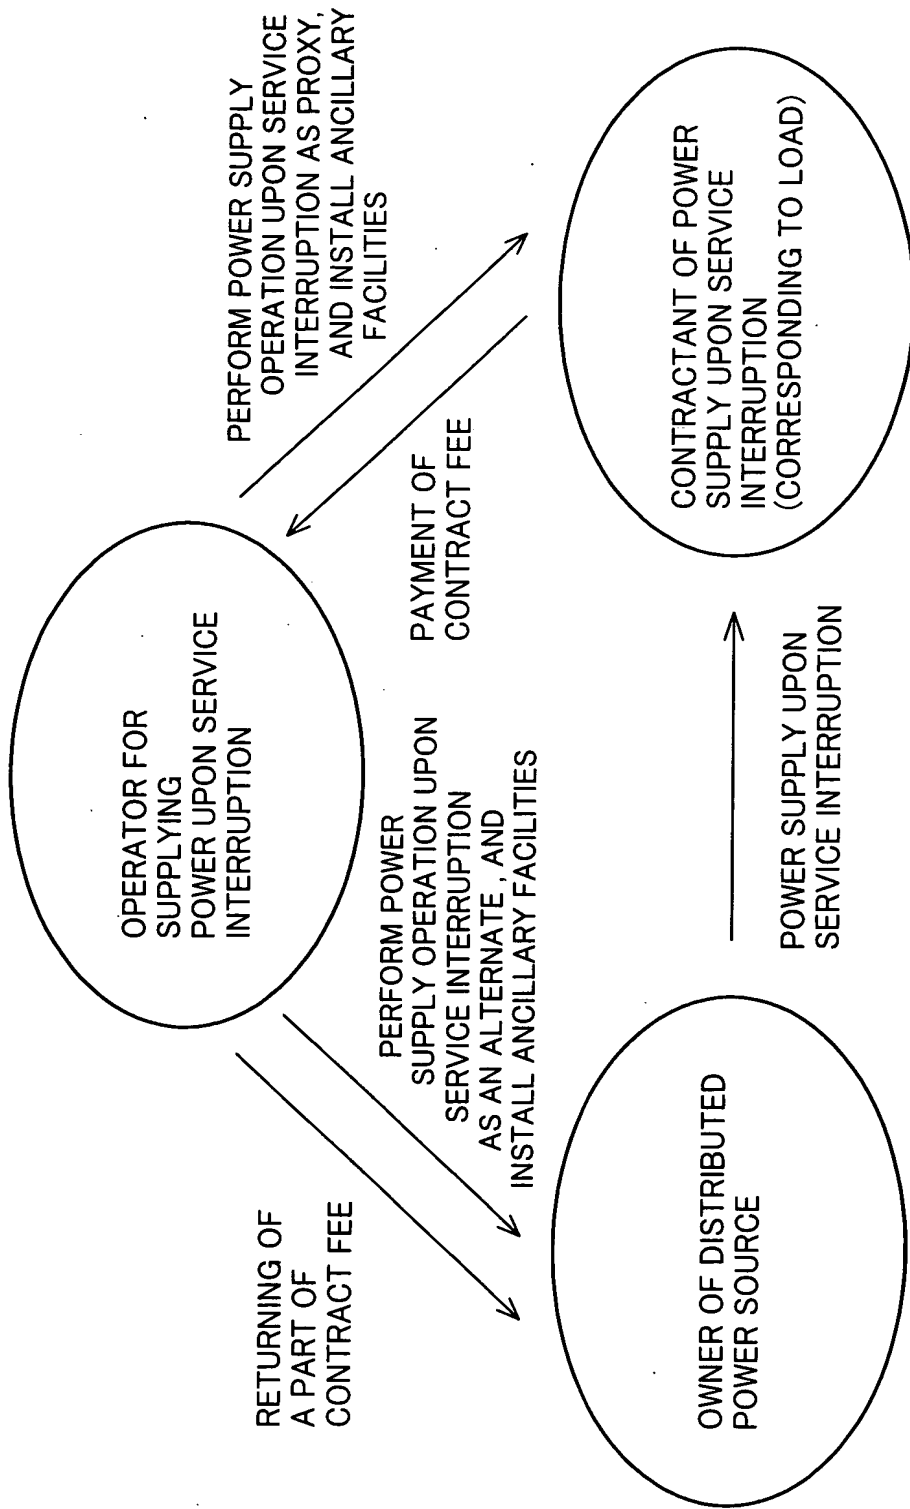 OPERATOR FOR
SUPPLYING
POWER UPON SERVICE
INTERRUPTION
RETURNING OF
A PART OF
CONTRACT FEE
PERFORM POWER
SUPPLY OPERATION UPON
SERVICE INTERRUPTION
AS AN ALTERNATE , AND
INSTALL ANCILLARY FACILITIES
PAYMENT OF
CONTRACT FEE
PERFORM POWER SUPPLY
OPERATION UPON SERVICE
INTERRUPTION AS PROXY,
AND INSTALL ANCILLARY
FACILITIES
OWNER OF DISTRIBUTED
POWER SOURCE
POWER SUPPLY UPON
SERVICE INTERRUPTION
CONTRACTANT OF POWER
SUPPLY UPON SERVICE
INTERRUPTION
(CORRESPONDING TO LOAD)